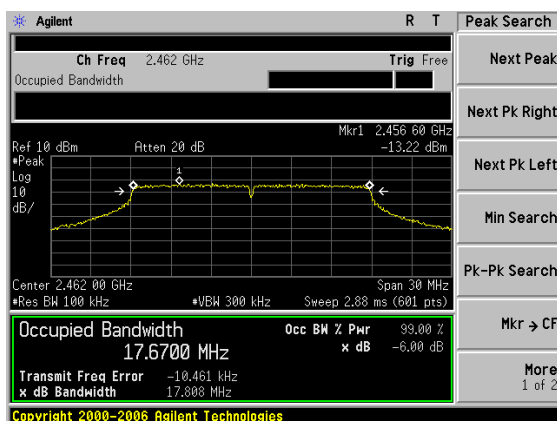 Agilent R T Peak Search
Ch Freq 2.462 GHz Trig Free
Occupied Bandwidth
Next Peak
Next Pk Right
Mkr1 2.456 60 GHz
Ref 10 dBm Atten 20 dB -13.22 dBm
#Peak
Log
10
dB/
1
Next Pk Left
Min Search
Pk-Pk Search
Center 2.462 00 GHz Span 30 MHz
#Res BW 100 kHz #VBW 300 kHz Sweep 2.88 ms (601 pts)
Occupied Bandwidth Occ BW % Pwr 99.00 %
17.6700 MHz x dB -6.00 dB
Transmit Freq Error -10.461 kHz
x dB Bandwidth 17.808 MHz
Mkr → CF
More
1 of 2
Copyright 2000-2006 Agilent Technologies